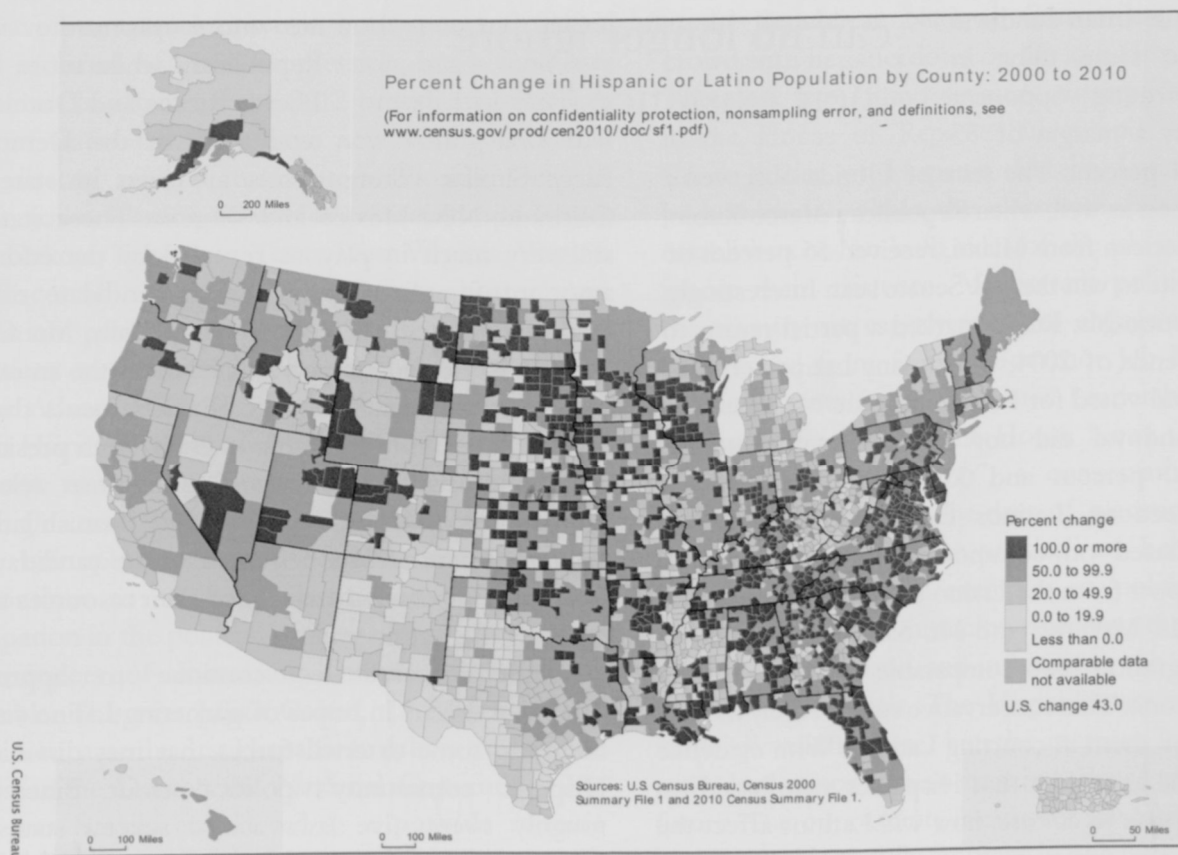 Percent Change in Hispanic or Latino Population by County: 2000 to 2010
(For information on confidentiality protection, nonsampling error, and definitions, see
www.census.gov/prod/cen2010/doc/sf1.pdf)
0 200 Miles
Percent change
100.0 or more
50.0 to 99.9
20.0 to 49.9
0.0 to 19.9
Less than 0.0
Comparable data
not available
U.S. change 43.0
Sources: U.S. Census Bureau, Census 2000
Summary File 1 and 2010 Census Summary File 1.
0 100 Miles
0 100 Miles
0 50 Miles
U.S. Census Bureau